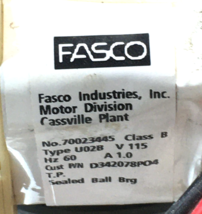 FASCO
Fasco Industries, Inc.
Motor Division
Cassville Plant
No.70023445 Class B
Type U02B V 115
Hz 60 A 1.0
Cust P/N D342078P04
T.P.
Sealed Ball Brg